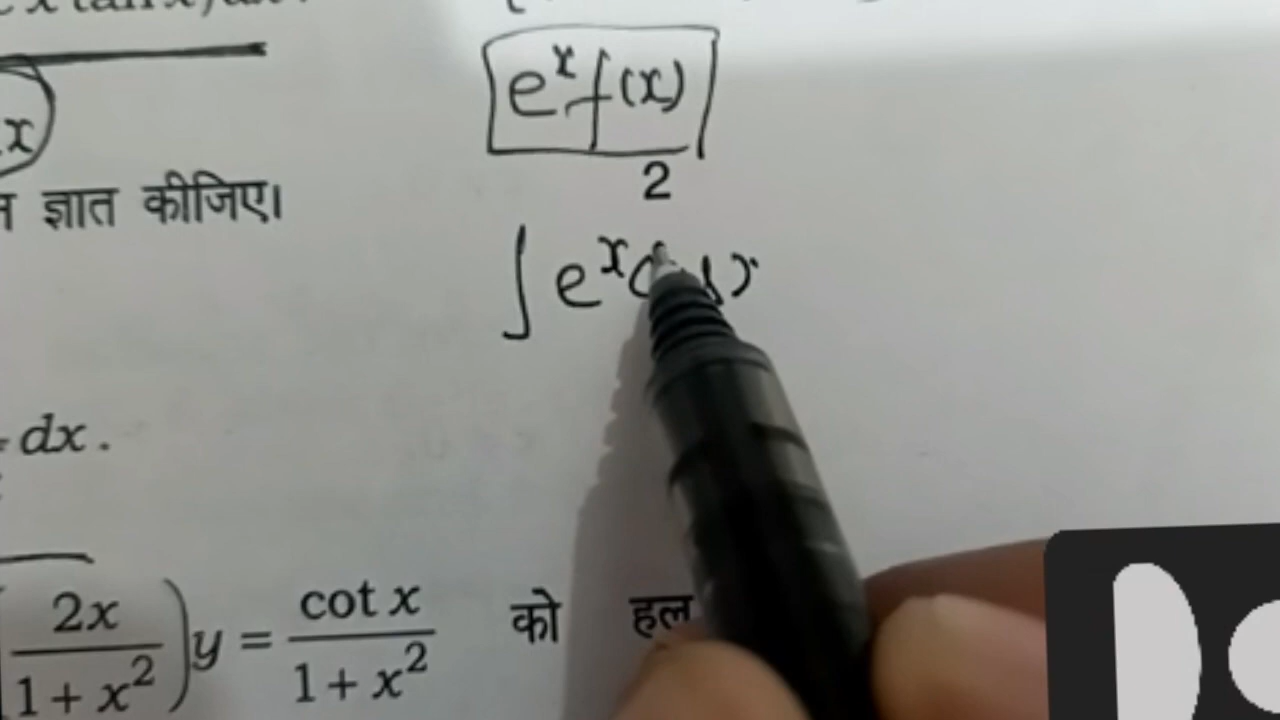 e^x f(x)
x
2
ज्ञात कीजिए।
∫ e^x (
dx.
2x/(1+x^2) ) y = cot x/(1+x^2) को हल